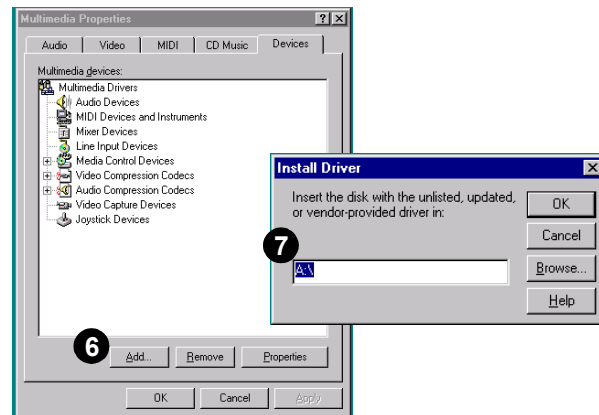 Multimedia Properties
Audio Video MIDI CD Music Devices
Multimedia devices:
Multimedia Drivers
Audio Devices
MIDI Devices and Instruments
Mixer Devices
Line Input Devices
Media Control Devices
Video Compression Codecs
Audio Compression Codecs
Video Capture Devices
Joystick Devices
6
Add... Remove Properties
OK Cancel Apply
Install Driver
Insert the disk with the unlisted, updated,
or vendor-provided driver in:
7
A:\
OK
Cancel
Browse...
Help